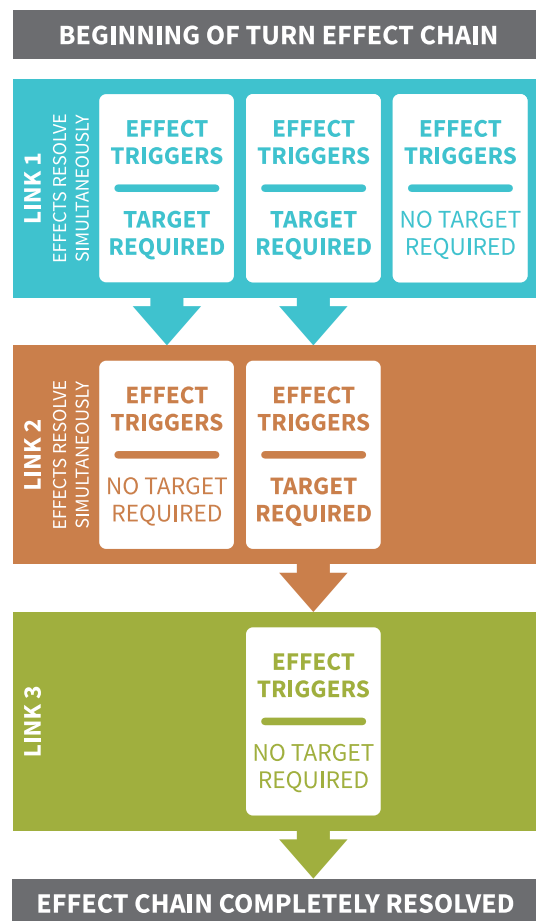 BEGINNING OF TURN EFFECT CHAIN
LINK 1
EFFECTS RESOLVE
SIMULTANEOUSLY
EFFECT
TRIGGERS
TARGET
REQUIRED
EFFECT
TRIGGERS
TARGET
REQUIRED
EFFECT
TRIGGERS
NO TARGET
REQUIRED
LINK 2
EFFECTS RESOLVE
SIMULTANEOUSLY
EFFECT
TRIGGERS
NO TARGET
REQUIRED
EFFECT
TRIGGERS
TARGET
REQUIRED
LINK 3
EFFECT
TRIGGERS
NO TARGET
REQUIRED
EFFECT CHAIN COMPLETELY RESOLVED